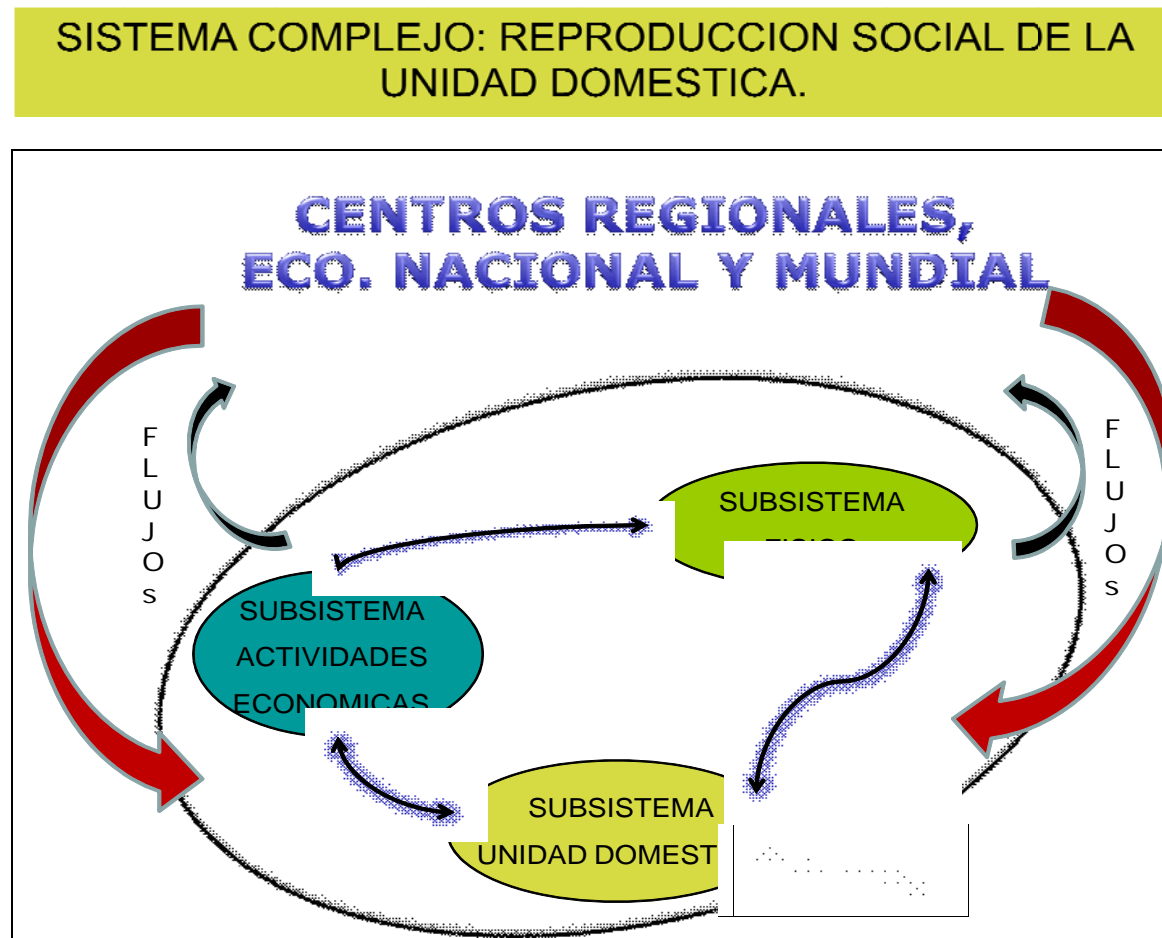 SISTEMA COMPLEJO: REPRODUCCION SOCIAL DE LA
UNIDAD DOMESTICA.
CENTROS REGIONALES,
ECO. NACIONAL Y MUNDIAL
F
L
U
J
O
s
F
L
U
J
O
s
SUBSISTEMA
SUBSISTEMA
ACTIVIDADES
ECONOMICAS
SUBSISTEMA
UNIDAD DOMEST